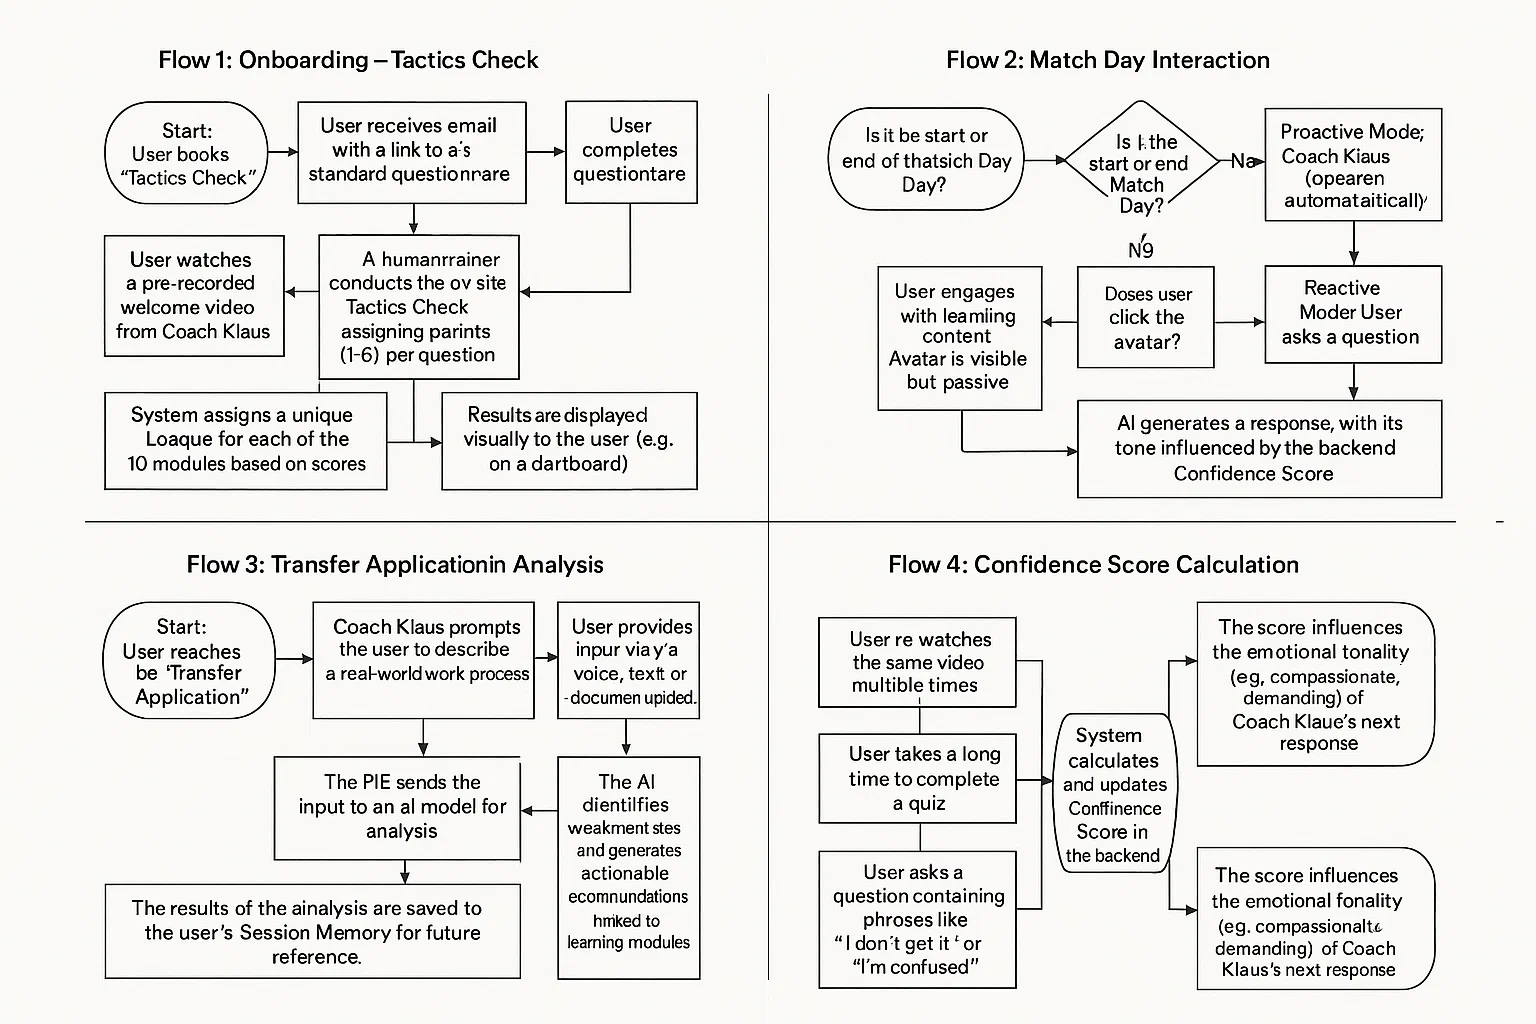 Flow 1: Onboarding – Tactics Check
Start:
User books
“Tactics Check”
User receives email
with a link to a's
standard questionrare
User
completes
questiontare
User watches
a pre-recorded
welcome video
from Coach Klaus
A humanrrainer
conducts the ov site
Tactics Check
assigning parints
(1-6) per question
System assigns a unique
Loaque for each of the
10 modules based on scores
Results are displayed
visually to the user (e.g.
on a dartboard)
Flow 2: Match Day Interaction
Is it be start or
end of thatsich Day
Day?
Is the
start or end
Match
Day?
Na
Proactive Mode;
Coach Kiaus
(opearen
automataiticall)
N9
User engages
with leamling
content
Avatar is visible
but passive
Doses user
click the
avatar?
Reactive
Moder User
asks a question
AI generates a response, with its
tone influenced by the backend
Confidence Score
Flow 3: Transfer Applicationin Analysis
Start:
User reaches
be 'Transfer
Application”
Coach Klaus prompts
the user to describe
a real-world work process
User provides
inpur via y'a
voice, texlt or
-documen upided.
The PIE sends the
input to an al model for
analysis
The AI
dientilfies
weakment stes
and generates
actionable
ecomnundations
hnked to
learning modules
The results of the ainalysis are saved to
the user's Session Memory for future
reference.
Flow 4: Confidence Score Calculation
User re watches
the same video
multible times
User takes a long
time to complete
a quiz
User asks a
question containing
phroses like
“I don't get it ‘ or
“I'm confused”
System
calculates
and updates
Conffinence
Score in
the backend
The score influences
the emotional tonality
(eg, compassionate,
demanding) of
Coach Klaue's next
response
The score influences
the emotional fonality
(eg. compassionalte
demanding) of Coach
Klaus's next response